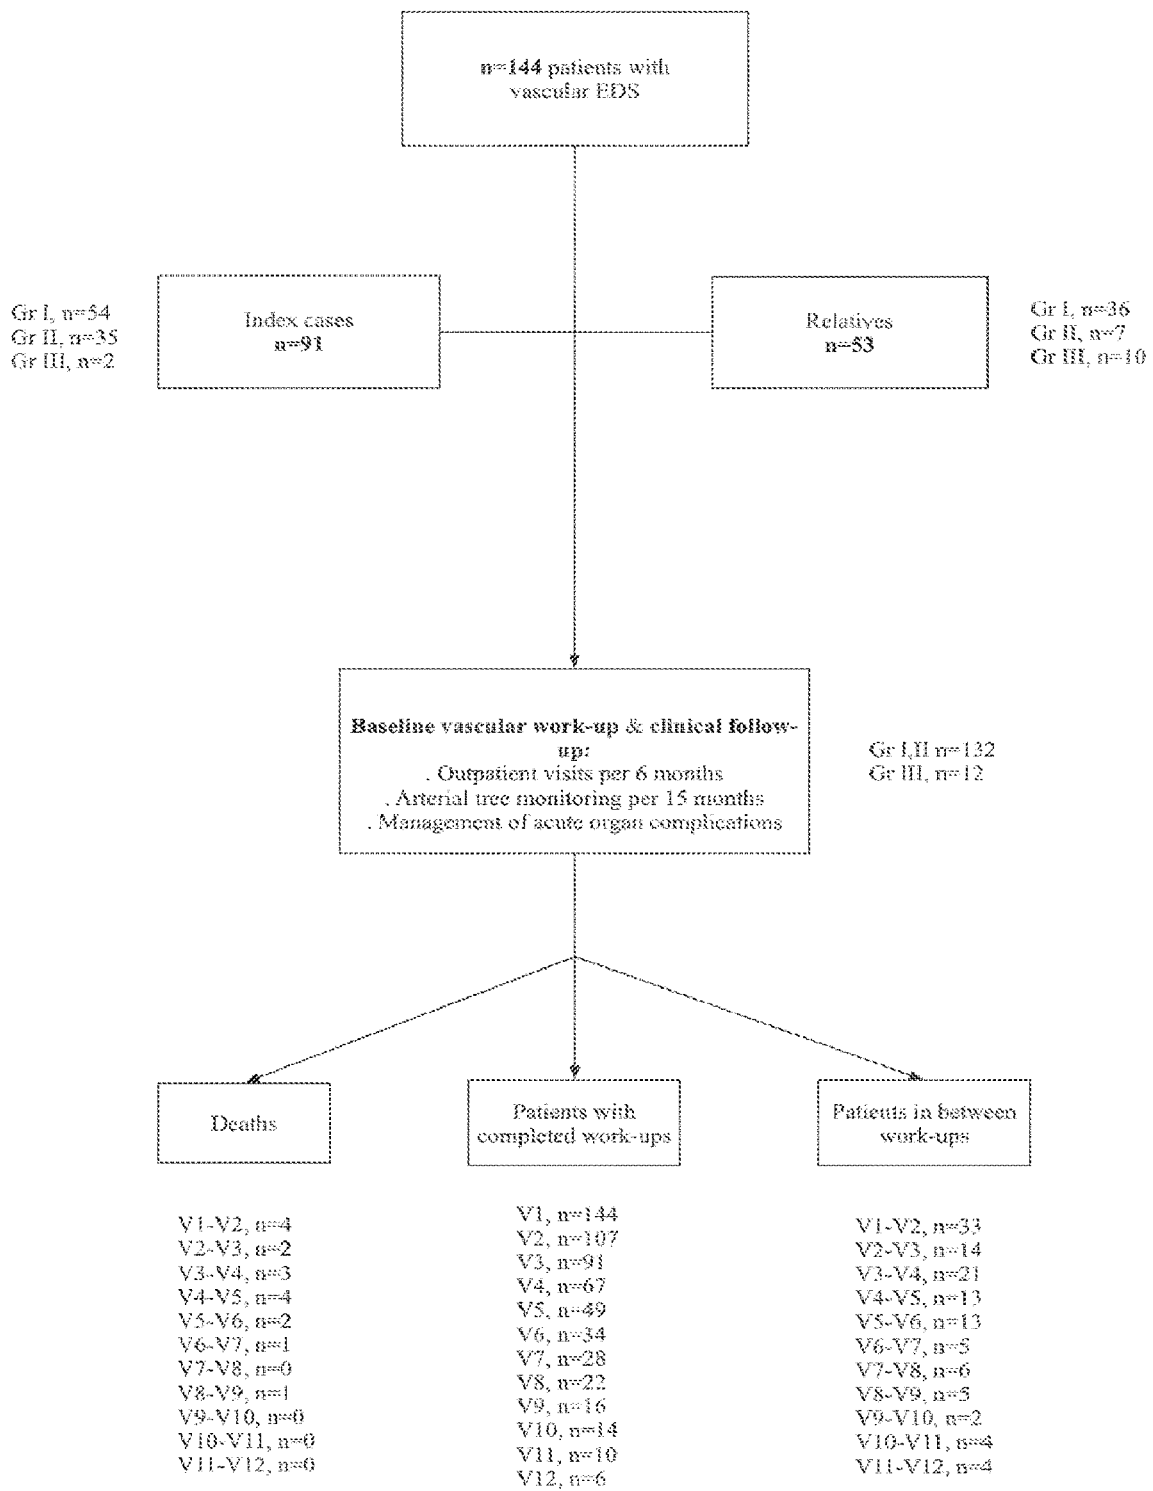 n=144 patients with
vascular EDS
Gr I, n=54
Gr II, n=35
Gr III, n=2
Index cases
n=91
Relatives
n=53
Gr I, n=36
Gr II, n=7
Gr III, n=10
Baseline vascular work-up & clinical follow-
up:
. Outpatient visits per 6 months
. Arterial tree monitoring per 15 months
. Management of acute organ complications
Gr I,II n=132
Gr III, n=12
Deaths
Patients with
completed work-ups
Patients in between
work-ups
V1-V2, n=4
V2-V3, n=2
V3-V4, n=3
V4-V5, n=4
V5-V6, n=2
V6-V7, n=1
V7-V8, n=0
V8-V9, n=1
V9-V10, n=0
V10-V11, n=0
V11-V12, n=0
V1, n=144
V2, n=107
V3, n=91
V4, n=67
V5, n=49
V6, n=34
V7, n=28
V8, n=22
V9, n=16
V10, n=14
V11, n=10
V12, n=6
V1-V2, n=33
V2-V3, n=14
V3-V4, n=21
V4-V5, n=13
V5-V6, n=13
V6-V7, n=5
V7-V8, n=6
V8-V9, n=5
V9-V10, n=2
V10-V11, n=4
V11-V12, n=4